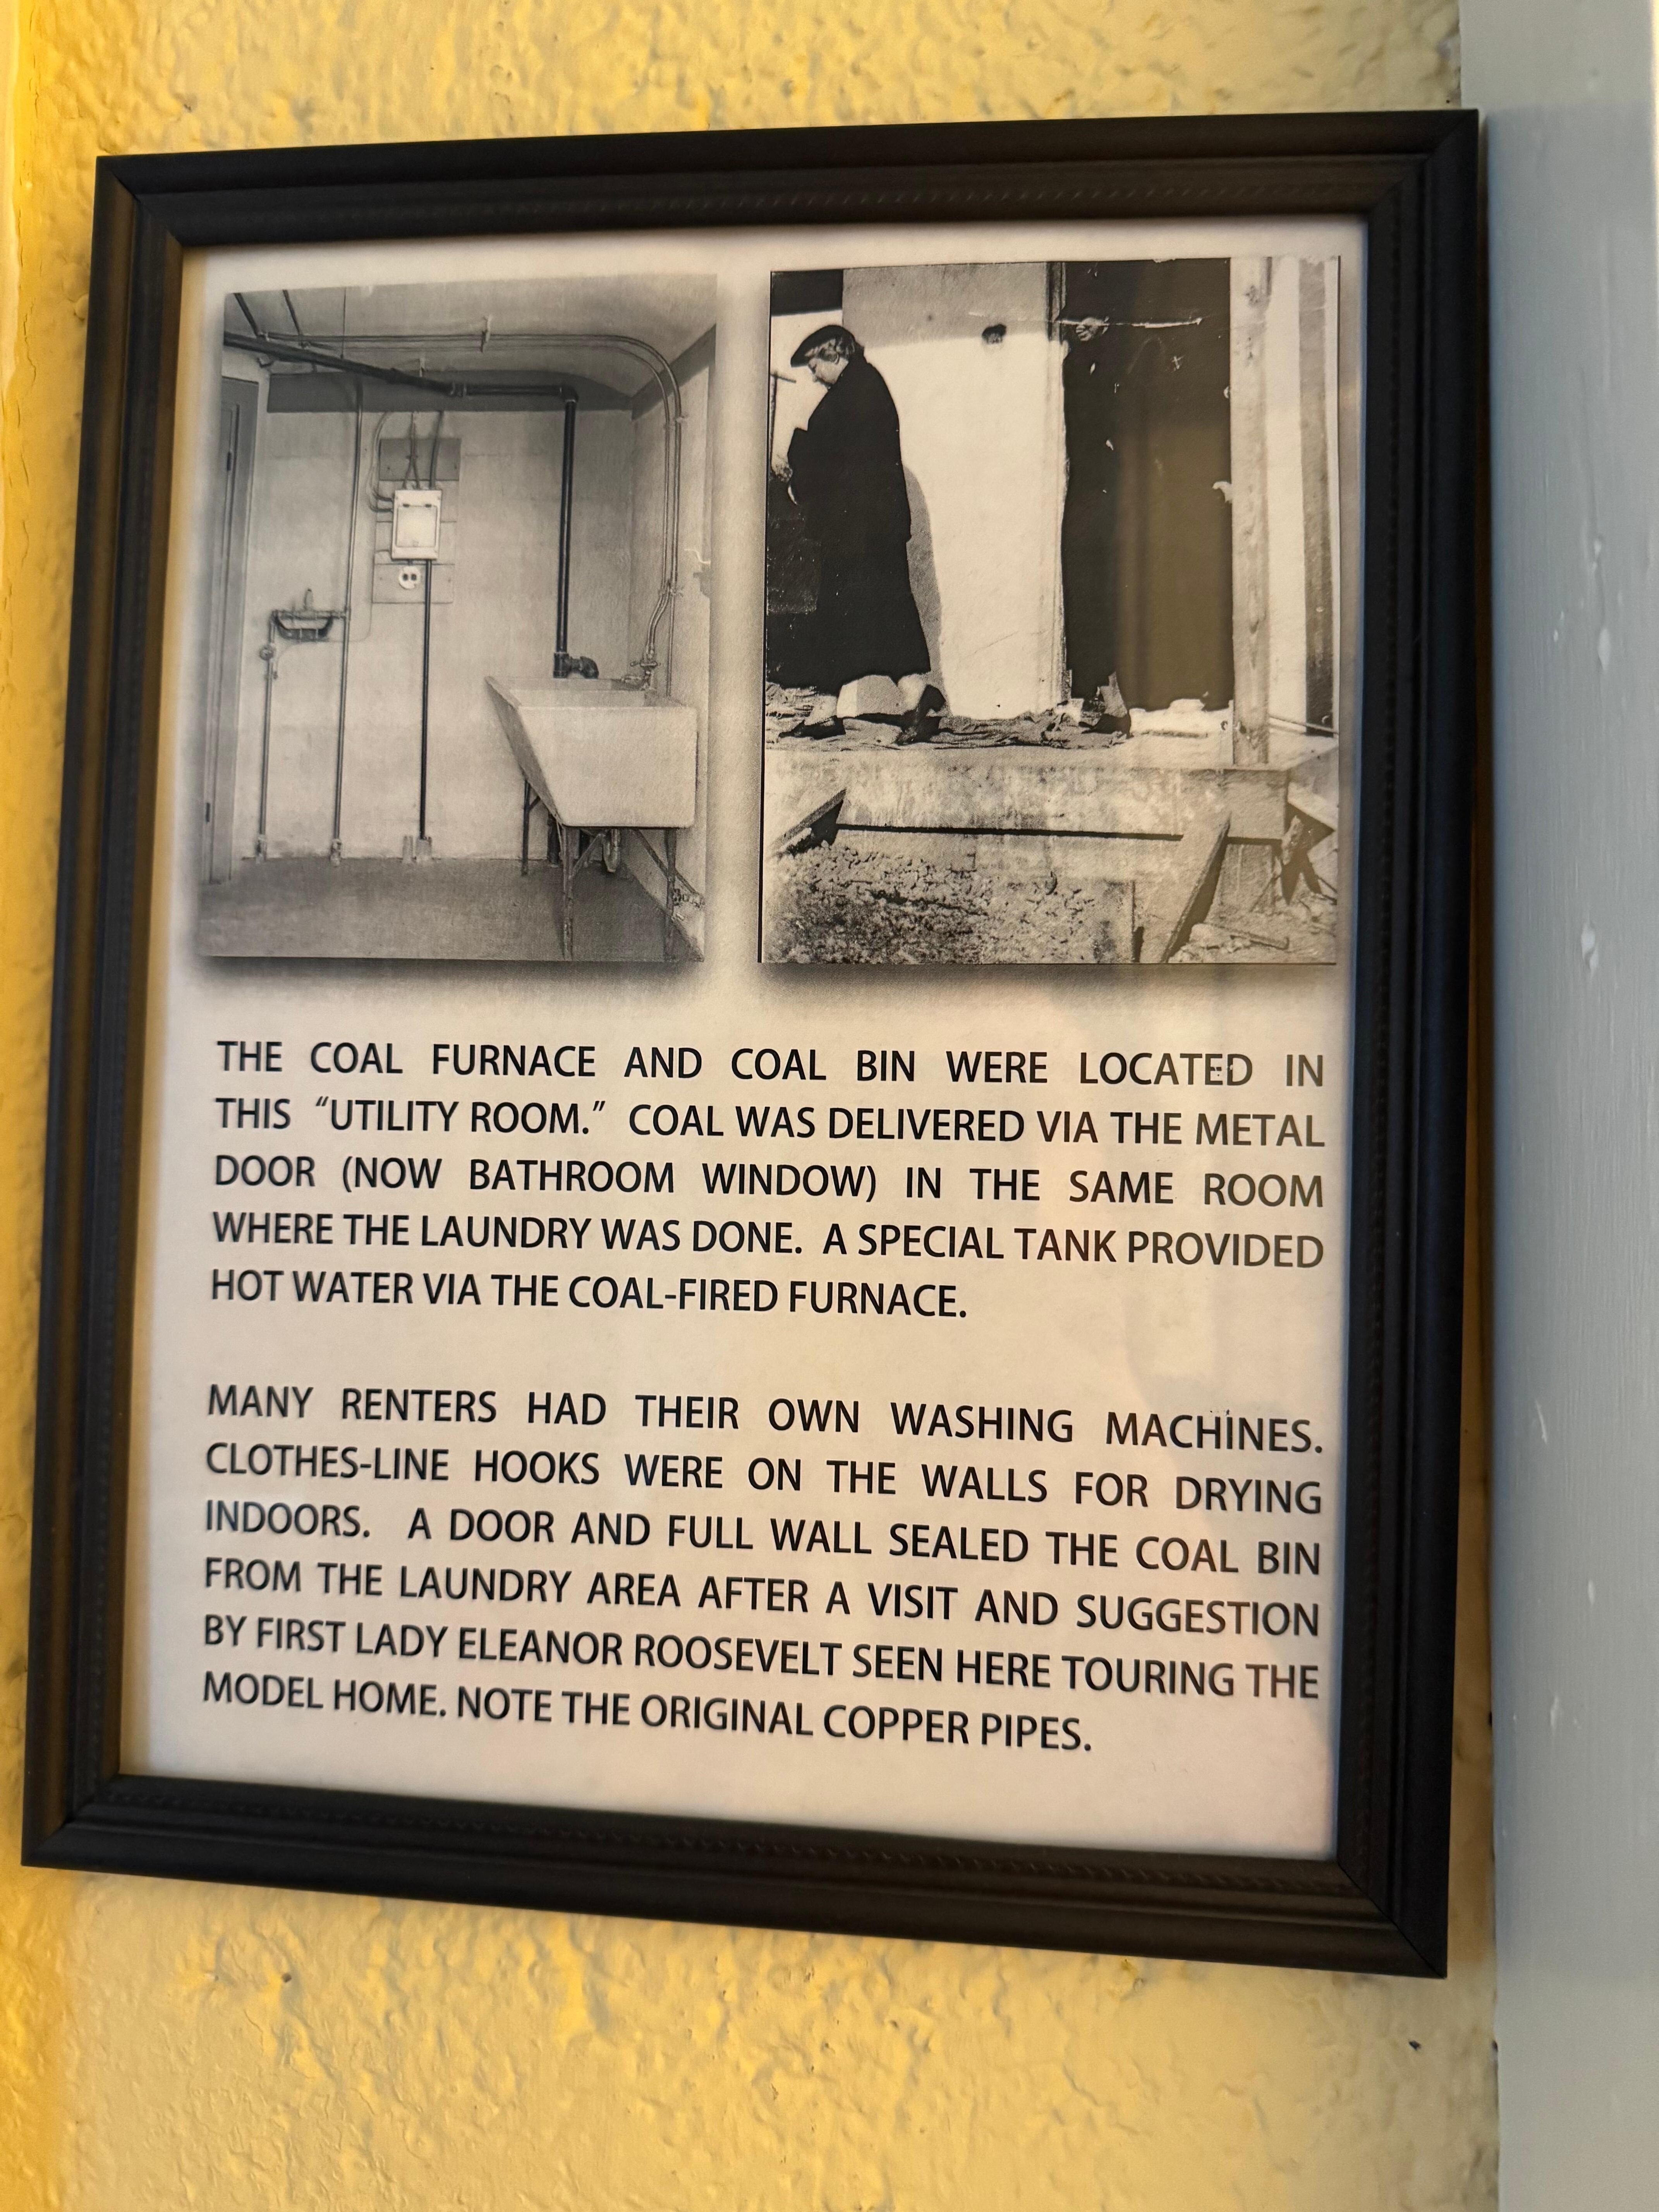 THE COAL FURNACE AND COAL BIN WERE LOCATED IN
THIS “UTILITY ROOM.” COAL WAS DELIVERED VIA THE METAL
DOOR (NOW BATHROOM WINDOW) IN THE SAME ROOM
WHERE THE LAUNDRY WAS DONE. A SPECIAL TANK PROVIDED
HOT WATER VIA THE COAL-FIRED FURNACE.
MANY RENTERS HAD THEIR OWN WASHING MACHINES.
CLOTHES-LINE HOOKS WERE ON THE WALLS FOR DRYING
INDOORS. A DOOR AND FULL WALL SEALED THE COAL BIN
FROM THE LAUNDRY AREA AFTER A VISIT AND SUGGESTION
BY FIRST LADY ELEANOR ROOSEVELT SEEN HERE TOURING THE
MODEL HOME. NOTE THE ORIGINAL COPPER PIPES.